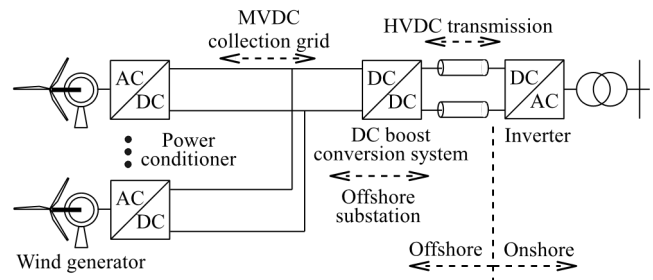 MVDC
collection grid
HVDC transmission
AC
DC
DC
DC
DC
AC
Power
conditioner
DC boost
conversion system
Inverter
AC
DC
Offshore
substation
Wind generator
Offshore
Onshore